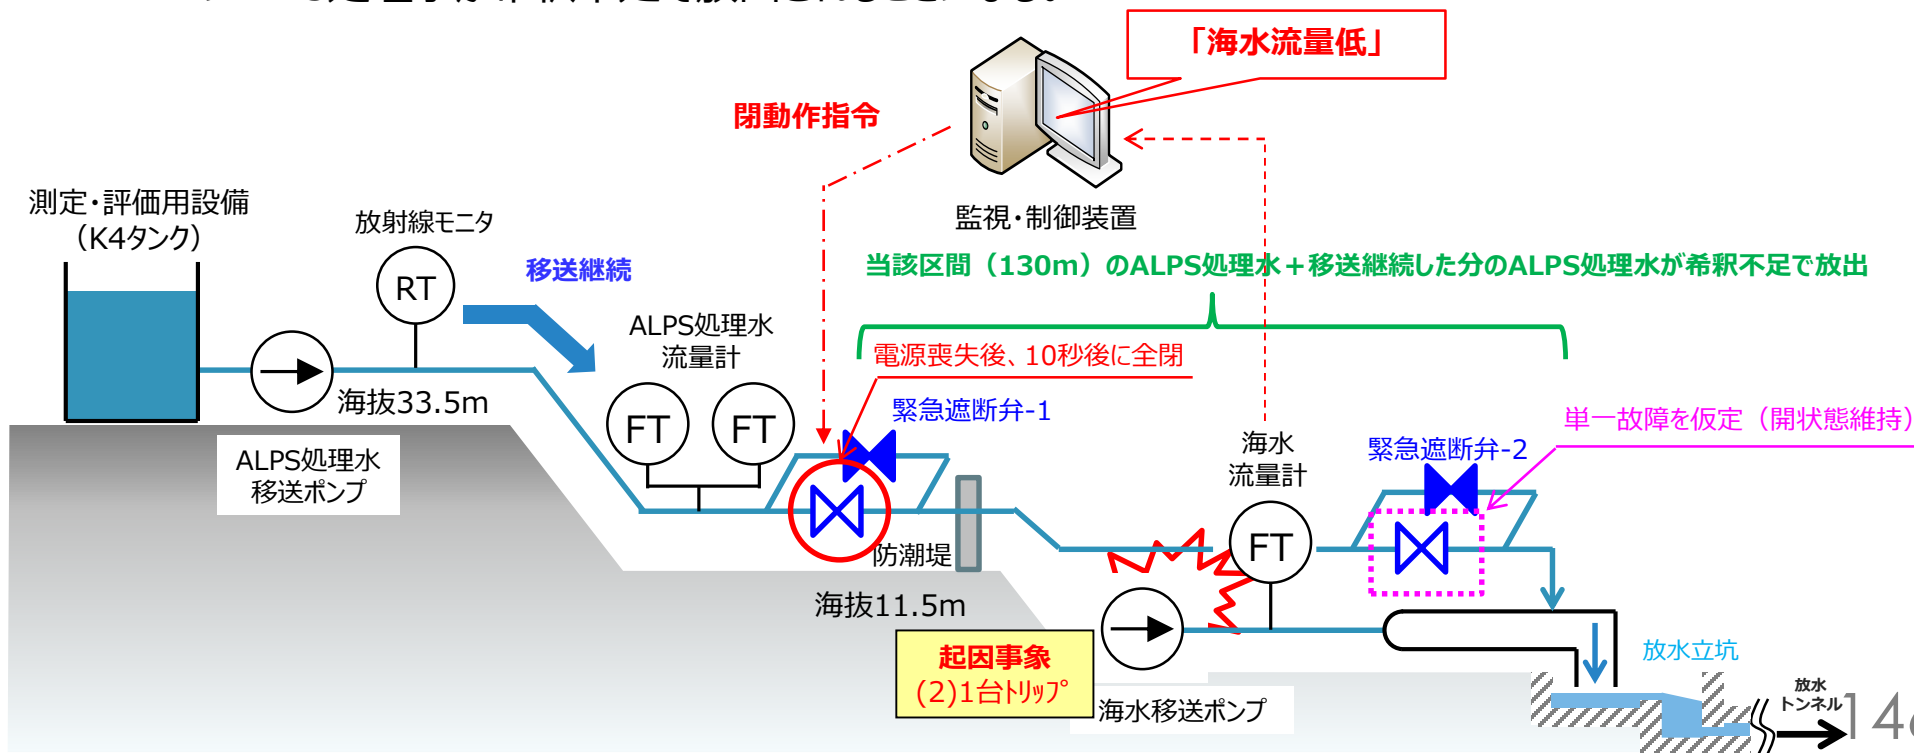 「海水流量低」
閉動作指令
監視・制御装置
測定・評価用設備
（K4タンク）
放射線モニタ
RT
移送継続
当該区間（130m）のALPS処理水＋移送継続した分のALPS処理水が希釈不足で放出
ALPS処理水
流量計
電源喪失後、10秒後に全閉
海抜33.5m
FT
FT
緊急遮断弁-1
単一故障を仮定（開状態維持）
海水
流量計
緊急遮断弁-2
ALPS処理水
移送ポンプ
FT
防潮堤
海抜11.5m
起因事象
(2)1台トリップ
海水移送ポンプ
放水立坑
放水
トンネル